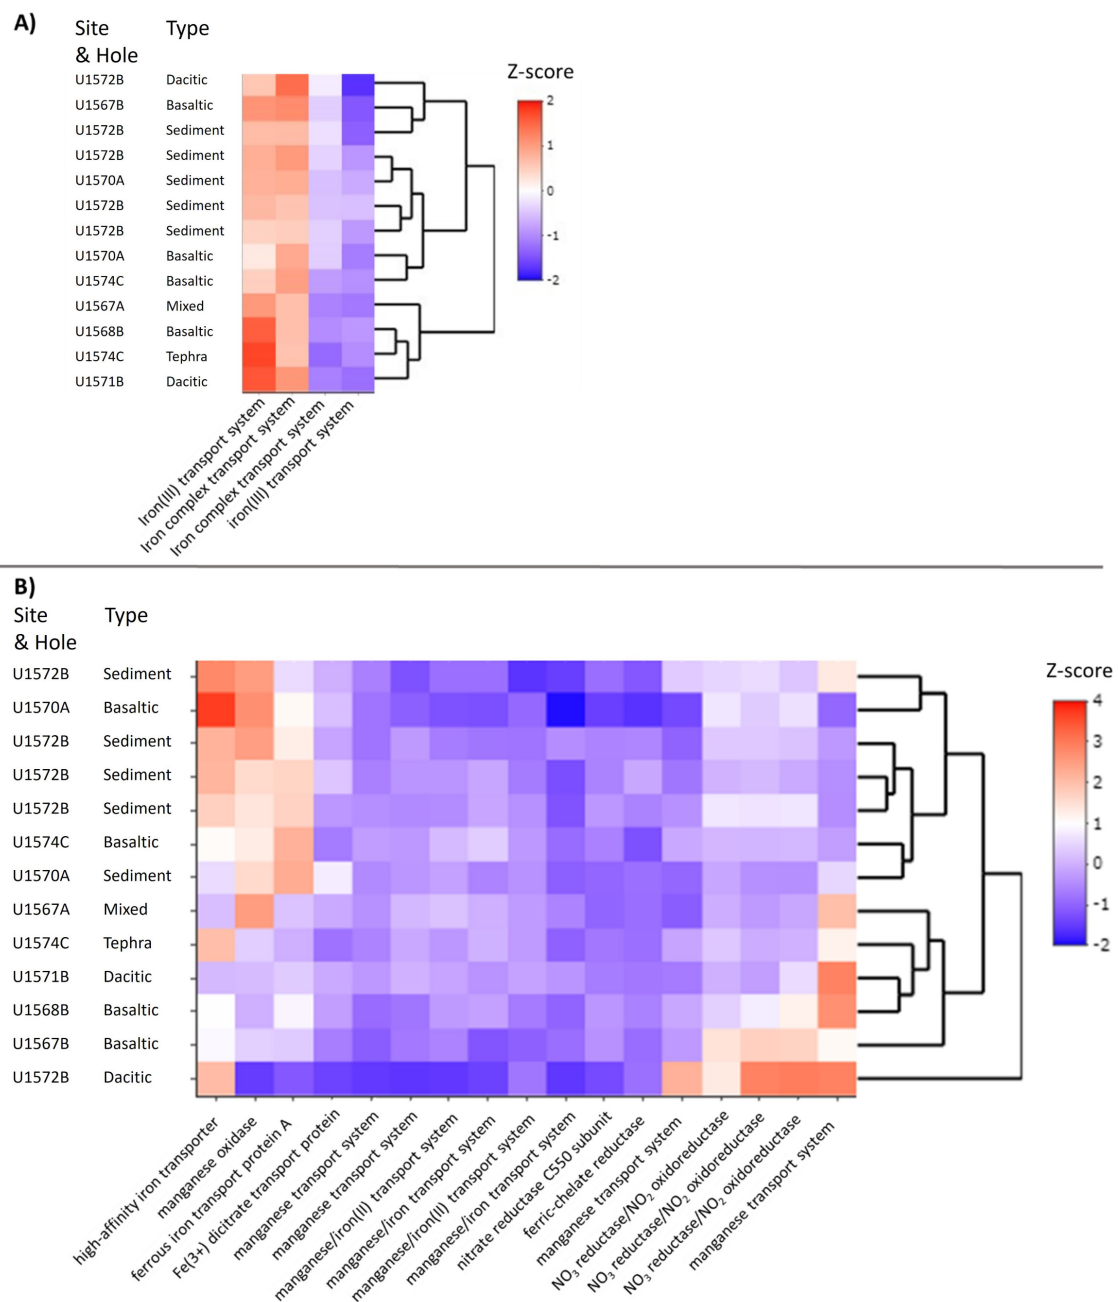 A)
Site Type
& Hole
Z-score
U1572B Dacitic
U1567B Basaltic
U1572B Sediment
U1572B Sediment
U1570A Sediment
U1572B Sediment
U1572B Sediment
U1570A Basaltic
U1574C Basaltic
U1567A Mixed
U1568B Basaltic
U1574C Tephra
U1571B Dacitic
2
1
0
-1
-2
Iron(III) transport system
Iron complex transport system
Iron complex transport system
iron(III) transport system
B)
Site Type
& Hole
Z-score
U1572B Sediment
U1570A Basaltic
U1572B Sediment
U1572B Sediment
U1572B Sediment
U1574C Basaltic
U1570A Sediment
U1567A Mixed
U1574C Tephra
U1571B Dacitic
U1568B Basaltic
U1567B Basaltic
U1572B Dacitic
4
3
2
1
0
-1
-2
high-affinity iron transporter
manganese oxidase
ferrous iron transport protein A
Fe(3+) dicitrate transport protein
manganese transport system
manganese transport system
manganese/iron(II) transport system
manganese/iron transport system
manganese/iron(II) transport system
manganese/iron transport system
nitrate reductase C550 subunit
ferric-chelate reductase
manganese transport system
NO3 reductase/NO2 oxidoreductase
NO3 reductase/NO2 oxidoreductase
NO3 reductase/NO2 oxidoreductase
manganese transport system